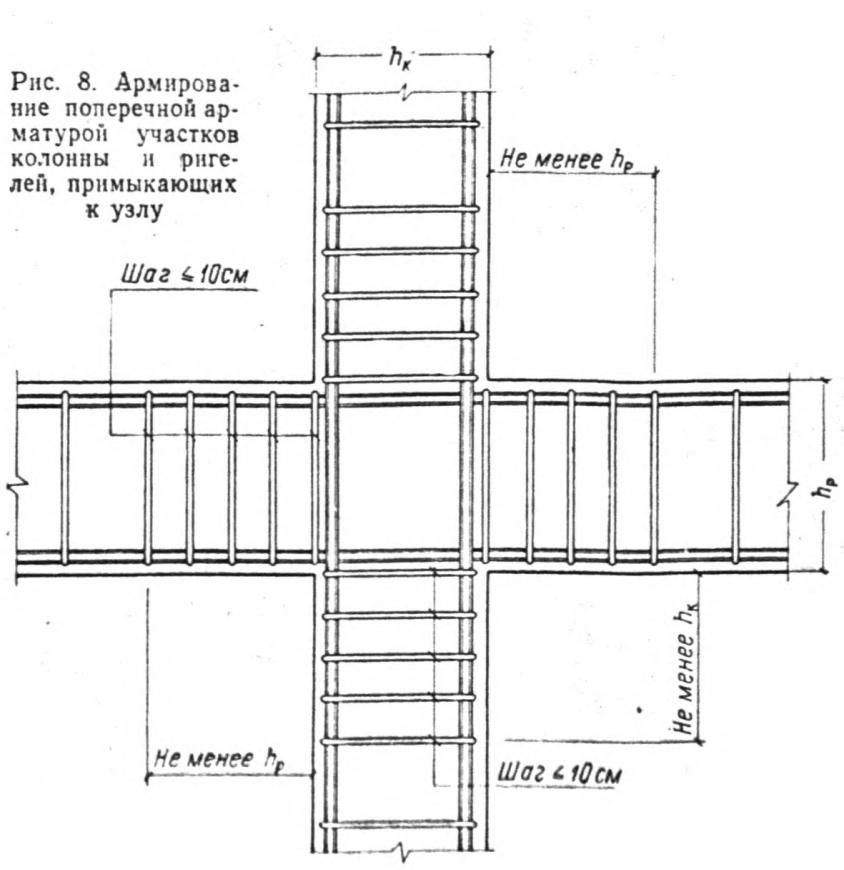 hк
Рис. 8. Армирова-
ние поперечной ар-
матурой участков
колонны и риге-
лей, примыкающих
к узлу
Не менее hр
Шаг ≤ 10см
hр
Не менее hк
Не менее hр
Шаг ≤ 10см